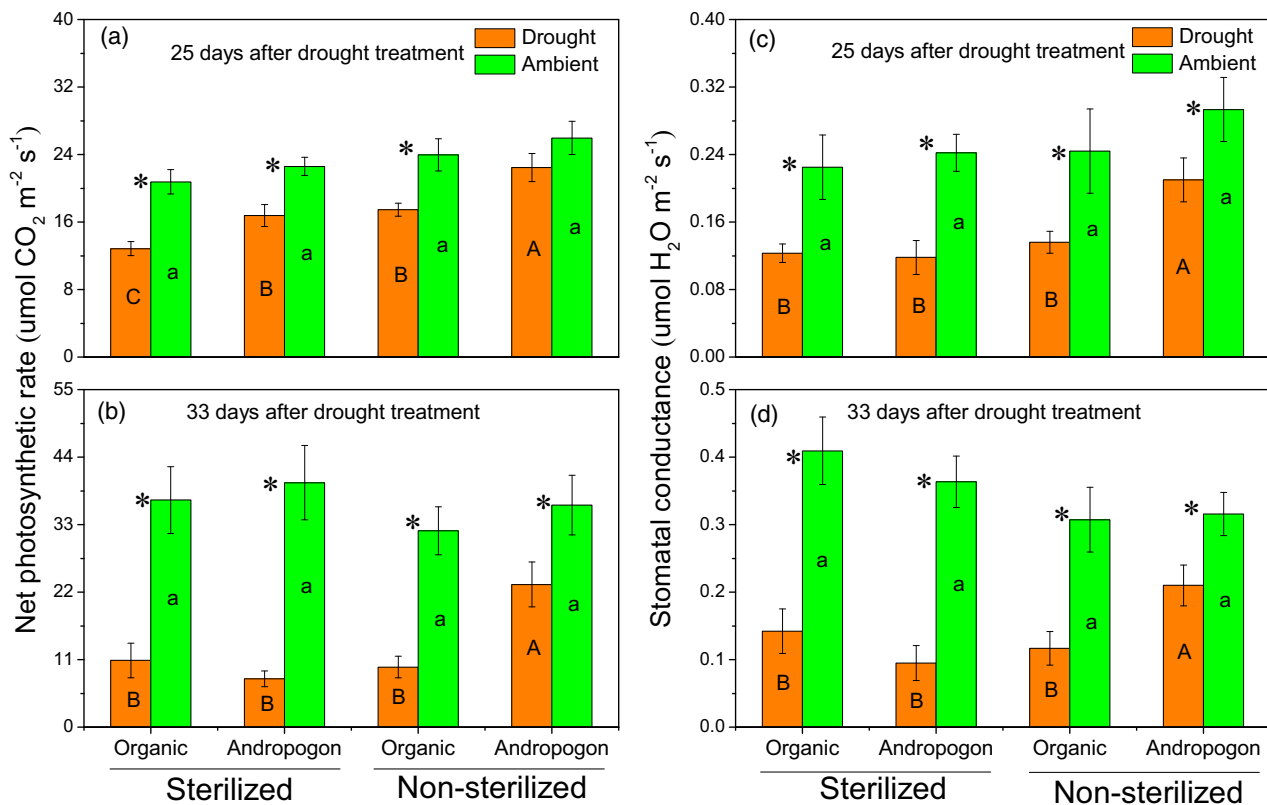 (a)
25 days after drought treatment
Drought
Ambient
40
32
24
16
8
0
* * *
C a B a B a A a
Net photosynthetic rate (umol CO2 m-2 s-1)
(b)
33 days after drought treatment
55
44
33
22
11
0
* * * *
B a B a B a A a
Organic Andropogon Organic Andropogon
Sterilized Non-sterilized
(c)
25 days after drought treatment
Drought
Ambient
0.40
0.32
0.24
0.16
0.08
0.00
* * * *
B a B a B a A a
Stomatal conductance (umol H2O m-2 s-1)
(d)
33 days after drought treatment
0.5
0.4
0.3
0.2
0.1
0.0
* * * *
B a B a B a A a
Organic Andropogon Organic Andropogon
Sterilized Non-sterilized